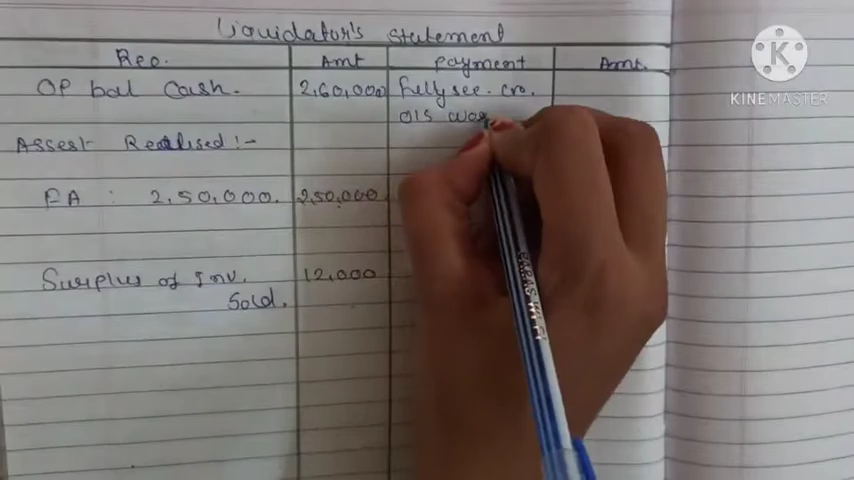 Liquidator's Statement
Rec. Amt Payment Amt.
OP bal Cash. 2,60,000 fully sec. cro.
O/S wag
Assest Realised :-
FA : 2,50,000. 2,50,000
Surplus of Inv. 12,000
Sold.
K
KINEMASTER